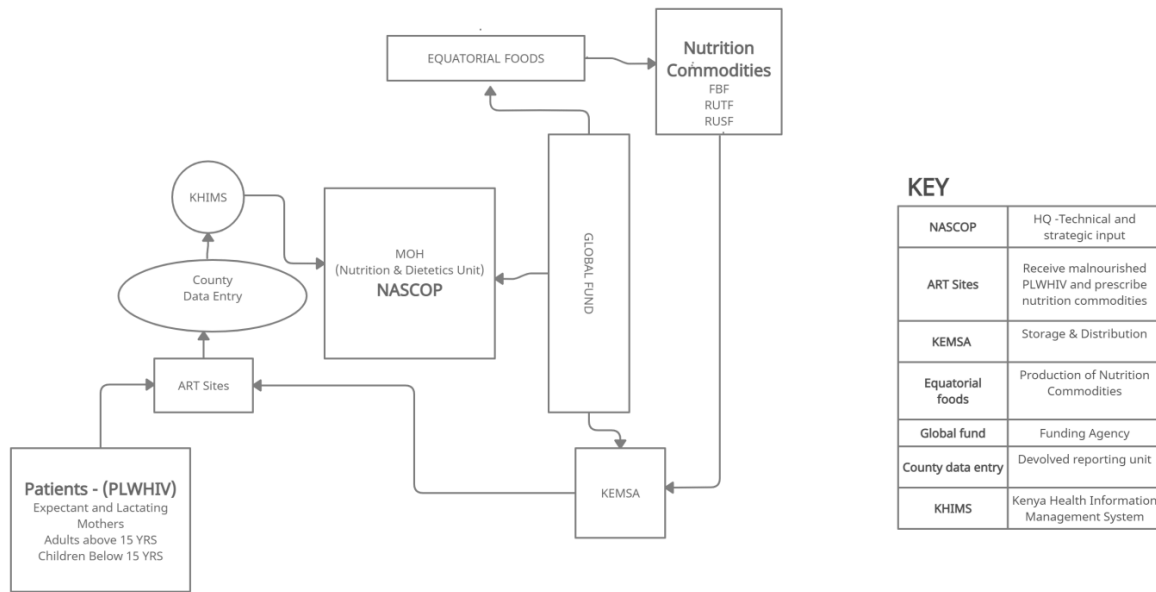 EQUATORIAL FOODS
Nutrition
Commodities
FBF
RUTF
RUSF
KHIMS
MOH
(Nutrition & Dietetics Unit)
NASCOP
GLOBAL FUND
County
Data Entry
ART Sites
Patients - (PLWHIV)
Expectant and Lactating
Mothers
Adults above 15 YRS
Children Below 15 YRS
KEMSA
KEY
NASCOP
HQ -Technical and
strategic input
ART Sites
Receive malnourished
PLWHIV and prescribe
nutrition commodities
KEMSA
Storage & Distribution
Equatorial
foods
Production of Nutrition
Commodities
Global fund
Funding Agency
County data entry
Devolved reporting unit
KHIMS
Kenya Health Information
Management System